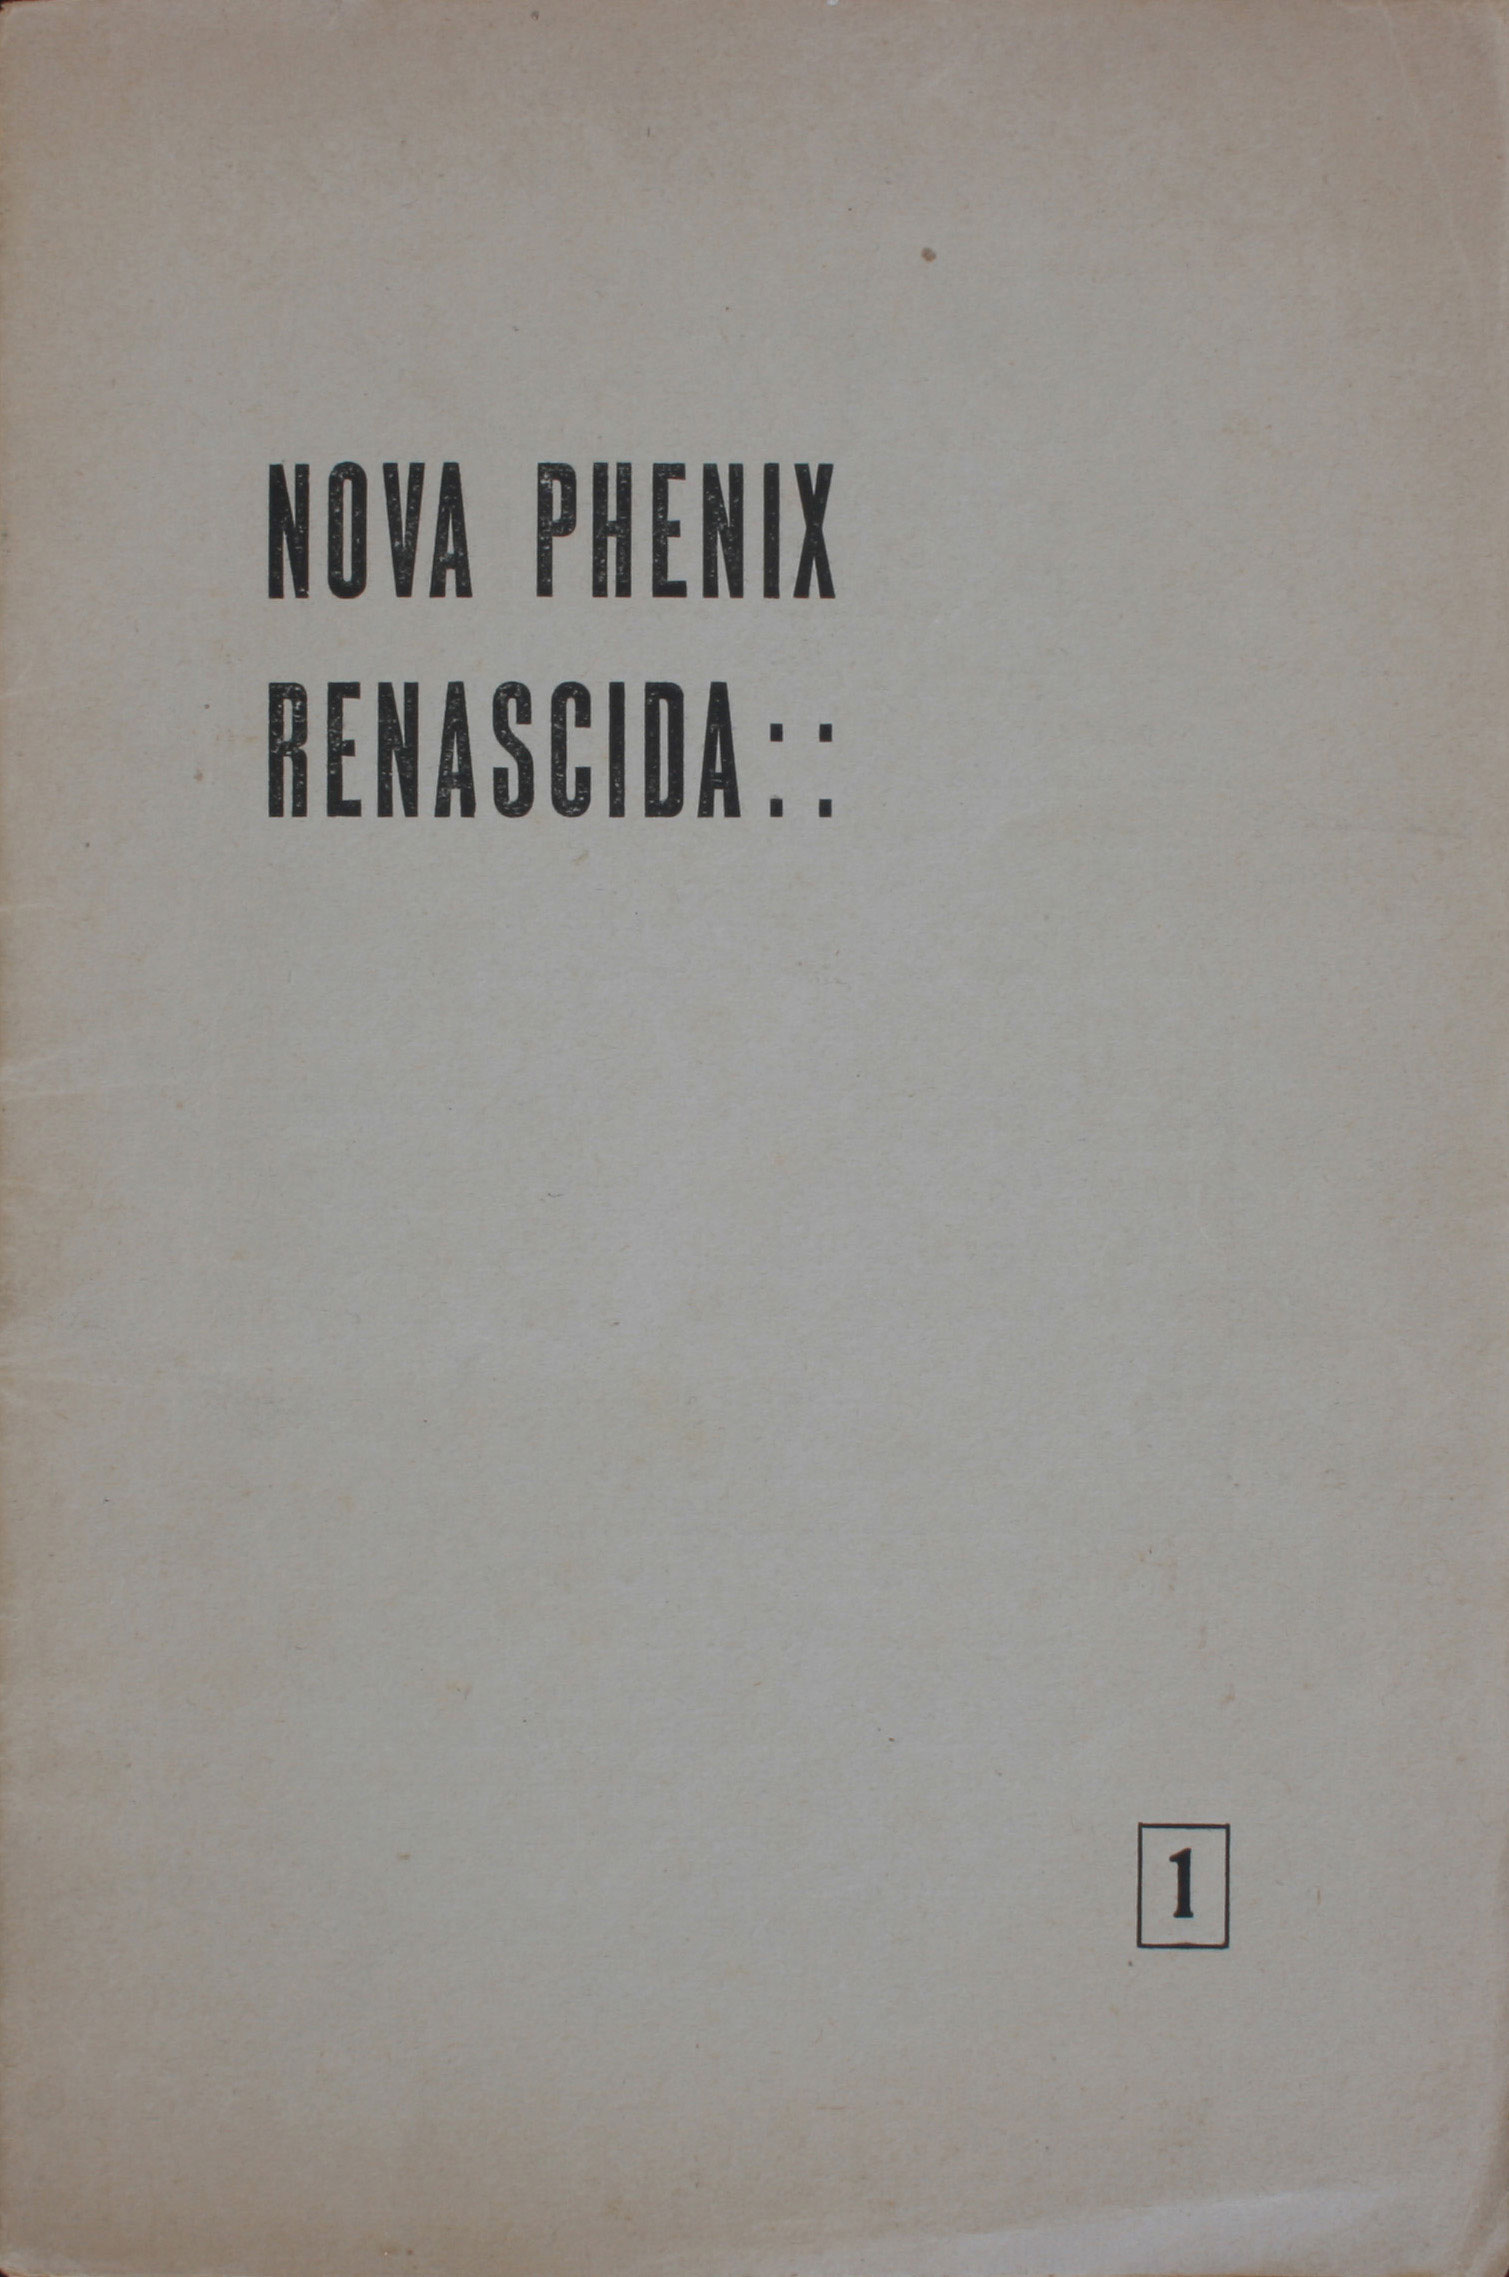 NOVA PHENIX
RENASCIDA::
1